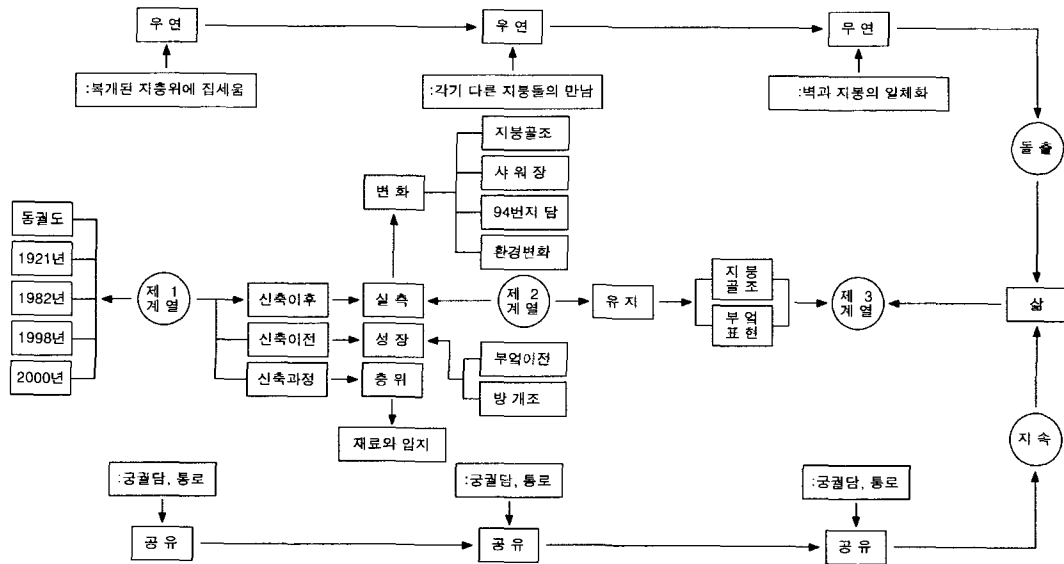 우 연
우 연
우 연
:복개된 지층위에 집세움
:각기 다른 지붕들의 만남
:벽과 지붕의 일체화
돌 출
지붕골조
샤 워 장
변 화
94번지 담
환경변화
동궐도
1921년
1982년
1998년
2000년
제 1
계 열
신축이후
실 측
제 2
계 열
유 지
지 붕
골 조
부 엌
표 현
제 3
계 열
삶
신축이전
성 장
신축과정
층 위
부엌이전
방 개조
재료와 입지
지 속
:궁궐담, 통로
:궁궐담, 통로
:궁궐담, 통로
공 유
공 유
공 유